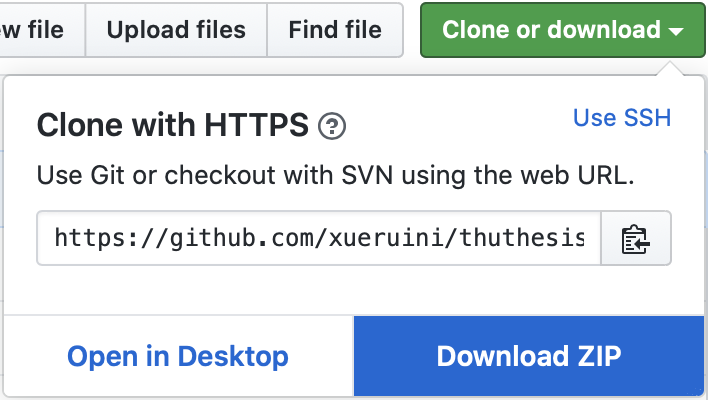 w file Upload files Find file Clone or download
Clone with HTTPS ? Use SSH
Use Git or checkout with SVN using the web URL.
https://github.com/xueruini/thuthesis
Open in Desktop Download ZIP